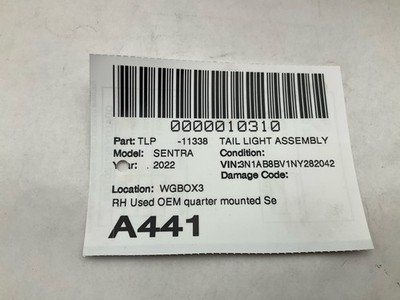 0000010310
Part: TLP -11338 TAIL LIGHT ASSEMBLY
Model: SENTRA Condition:
Year: . 2022 VIN:3N1AB8BV1NY282042
Damage Code:
Location: WGBOX3
RH Used OEM quarter mounted Se
A441